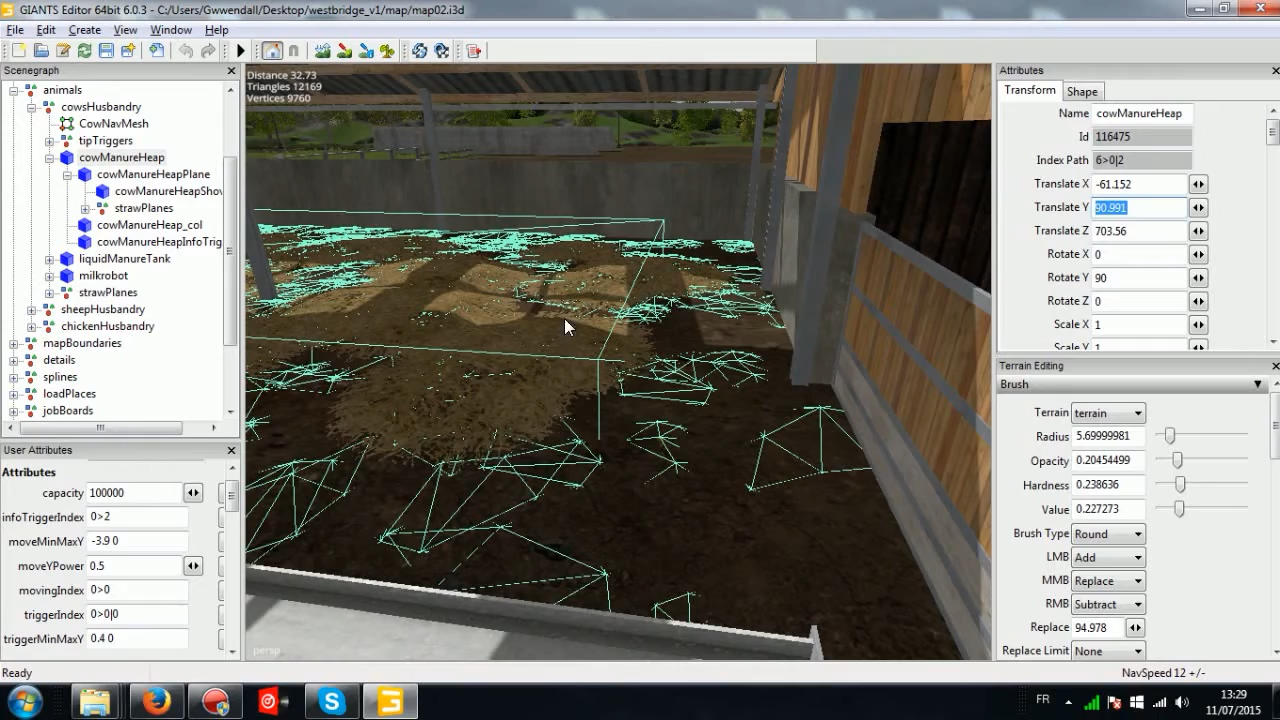 GIANTS Editor 64bit 6.0.3 - C:/Users/Gwwendall/Desktop/westbridge_v1/map/map02.i3d
File Edit Create View Window Help
Scenegraph
animals
cowsHusbandry
CowNavMesh
tipTriggers
cowManureHeap
cowManureHeapPlane
cowManureHeapSho
strawPlanes
cowManureHeap_col
cowManureHeapInfoTrig
liquidManureTank
milkrobot
strawPlanes
sheepHusbandry
chickenHusbandry
mapBoundaries
details
splines
loadPlaces
jobBoards
User Attributes
Attributes
capacity 100000
infoTriggerIndex 0>2
moveMinMaxY -3.9 0
moveYPower 0.5
movingIndex 0>0
triggerIndex 0>0|0
triggerMinMaxY 0.4 0
Distance 32.73
Triangles 12169
Vertices 9760
persp
Attributes
Transform Shape
Name cowManureHeap
Id 116475
Index Path 6>0|2
Translate X -61.152
Translate Y 90.991
Translate Z 703.56
Rotate X 0
Rotate Y 90
Rotate Z 0
Scale X 1
Scale Y 1
Terrain Editing
Brush
Terrain terrain
Radius 5.69999981
Opacity 0.20454499
Hardness 0.238636
Value 0.227273
Brush Type Round
LMB Add
MMB Replace
RMB Subtract
Replace 94.978
Replace Limit None
Ready
NavSpeed 12 +/-
FR
13:29
11/07/2015